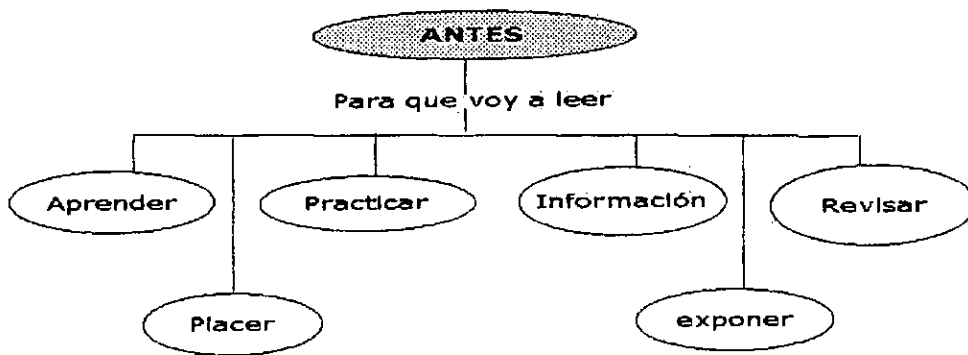 ANTES
Para que voy a leer
Aprender
Practicar
Información
Revisar
Placer
exponer